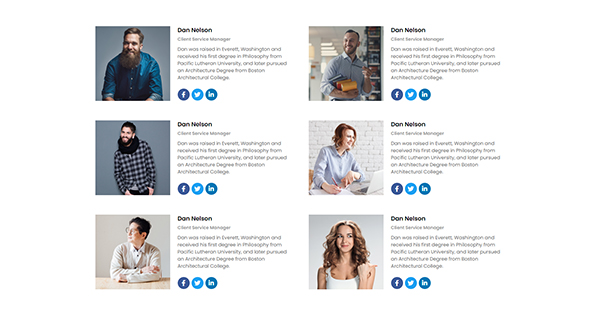 Dan Nelson
Client Service Manager
Dan was raised in Everett, Washington and
received his first degree in Philosophy from
Pacific Lutheran University, and later pursued
an Architecture Degree from Boston
Architectural College.
Dan Nelson
Client Service Manager
Dan was raised in Everett, Washington and
received his first degree in Philosophy from
Pacific Lutheran University, and later pursued
an Architecture Degree from Boston
Architectural College.
Dan Nelson
Client Service Manager
Dan was raised in Everett, Washington and
received his first degree in Philosophy from
Pacific Lutheran University, and later pursued
an Architecture Degree from Boston
Architectural College.
Dan Nelson
Client Service Manager
Dan was raised in Everett, Washington and
received his first degree in Philosophy from
Pacific Lutheran University, and later pursued
an Architecture Degree from Boston
Architectural College.
Dan Nelson
Client Service Manager
Dan was raised in Everett, Washington and
received his first degree in Philosophy from
Pacific Lutheran University, and later pursued
an Architecture Degree from Boston
Architectural College.
Dan Nelson
Client Service Manager
Dan was raised in Everett, Washington and
received his first degree in Philosophy from
Pacific Lutheran University, and later pursued
an Architecture Degree from Boston
Architectural College.